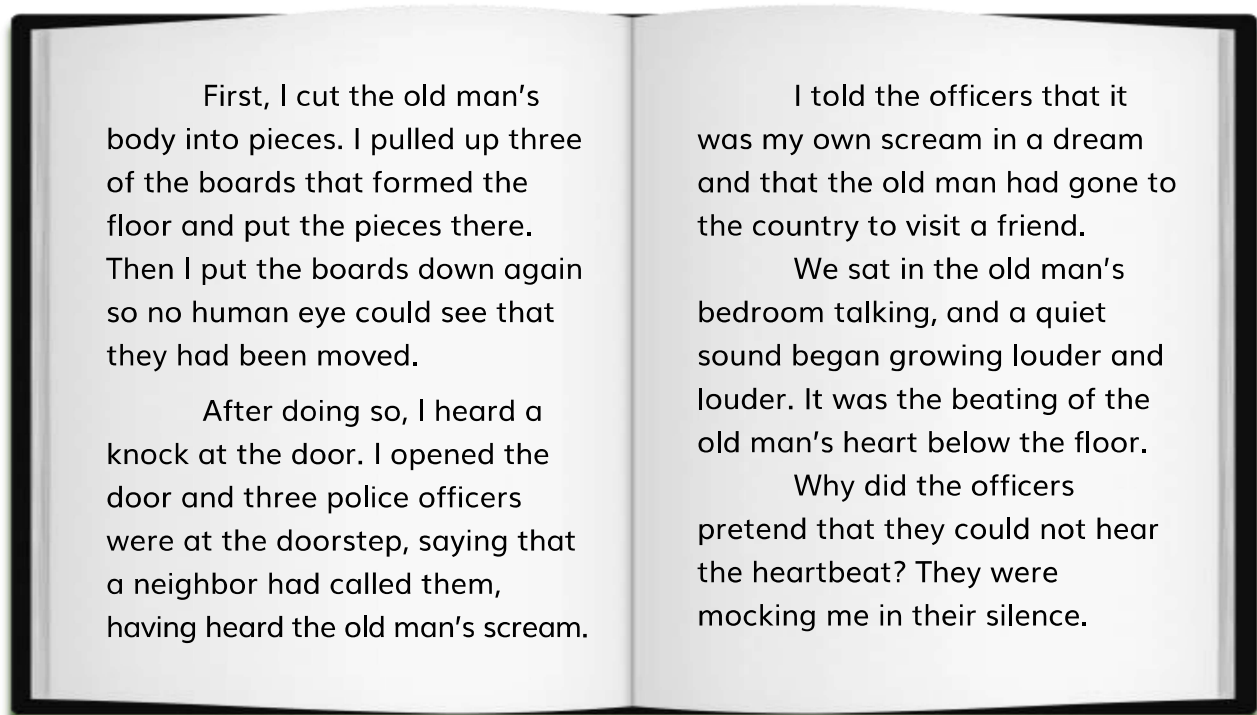 First, I cut the old man's
body into pieces. I pulled up three
of the boards that formed the
floor and put the pieces there.
Then I put the boards down again
so no human eye could see that
they had been moved.
After doing so, I heard a
knock at the door. I opened the
door and three police officers
were at the doorstep, saying that
a neighbor had called them,
having heard the old man's scream.
I told the officers that it
was my own scream in a dream
and that the old man had gone to
the country to visit a friend.
We sat in the old man's
bedroom talking, and a quiet
sound began growing louder and
louder. It was the beating of the
old man's heart below the floor.
Why did the officers
pretend that they could not hear
the heartbeat? They were
mocking me in their silence.